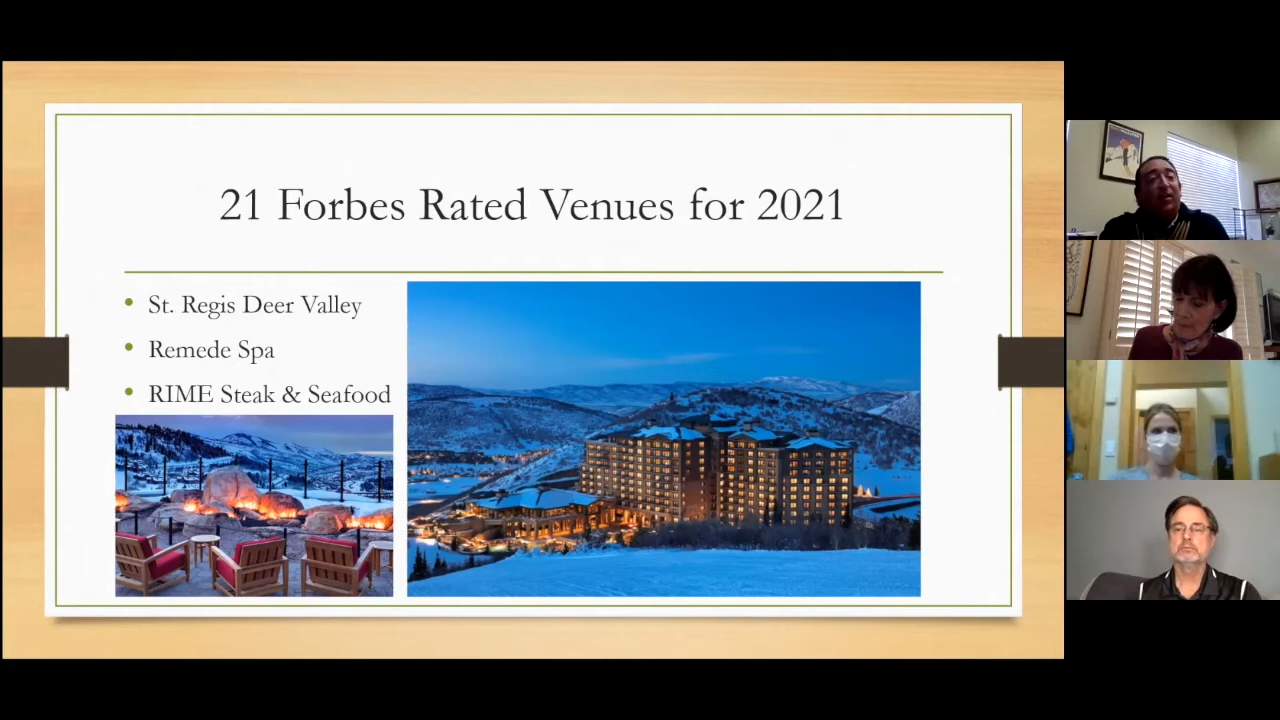 21 Forbes Rated Venues for 2021
St. Regis Deer Valley
Remede Spa
RIME Steak & Seafood